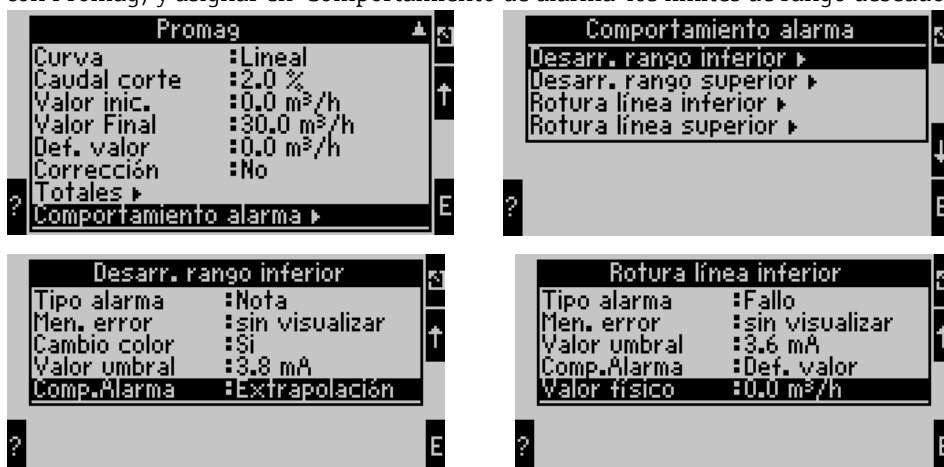 con Promag, y asignar en "Comportamiento de alarma" los límites de rango desead
Promag
Curva :Lineal
Caudal corte :2.0 %
Valor inic. :0.0 m³/h
Valor Final :30.0 m³/h
Def. valor :0.0 m³/h
Corrección :No
Totales
Comportamiento alarma
? E
Comportamiento alarma
Desarr. rango inferior
Desarr. rango superior
Rotura línea inferior
Rotura línea superior
? E
Desarr. rango inferior
Tipo alarma :Nota
Men. error :sin visualizar
Cambio color :Si
Valor umbral :3.8 mA
Comp.Alarma :Extrapolación
? E
Rotura línea inferior
Tipo alarma :Fallo
Men. error :sin visualizar
Valor umbral :3.6 mA
Comp.Alarma :Def. valor
Valor físico :0.0 m³/h
? E